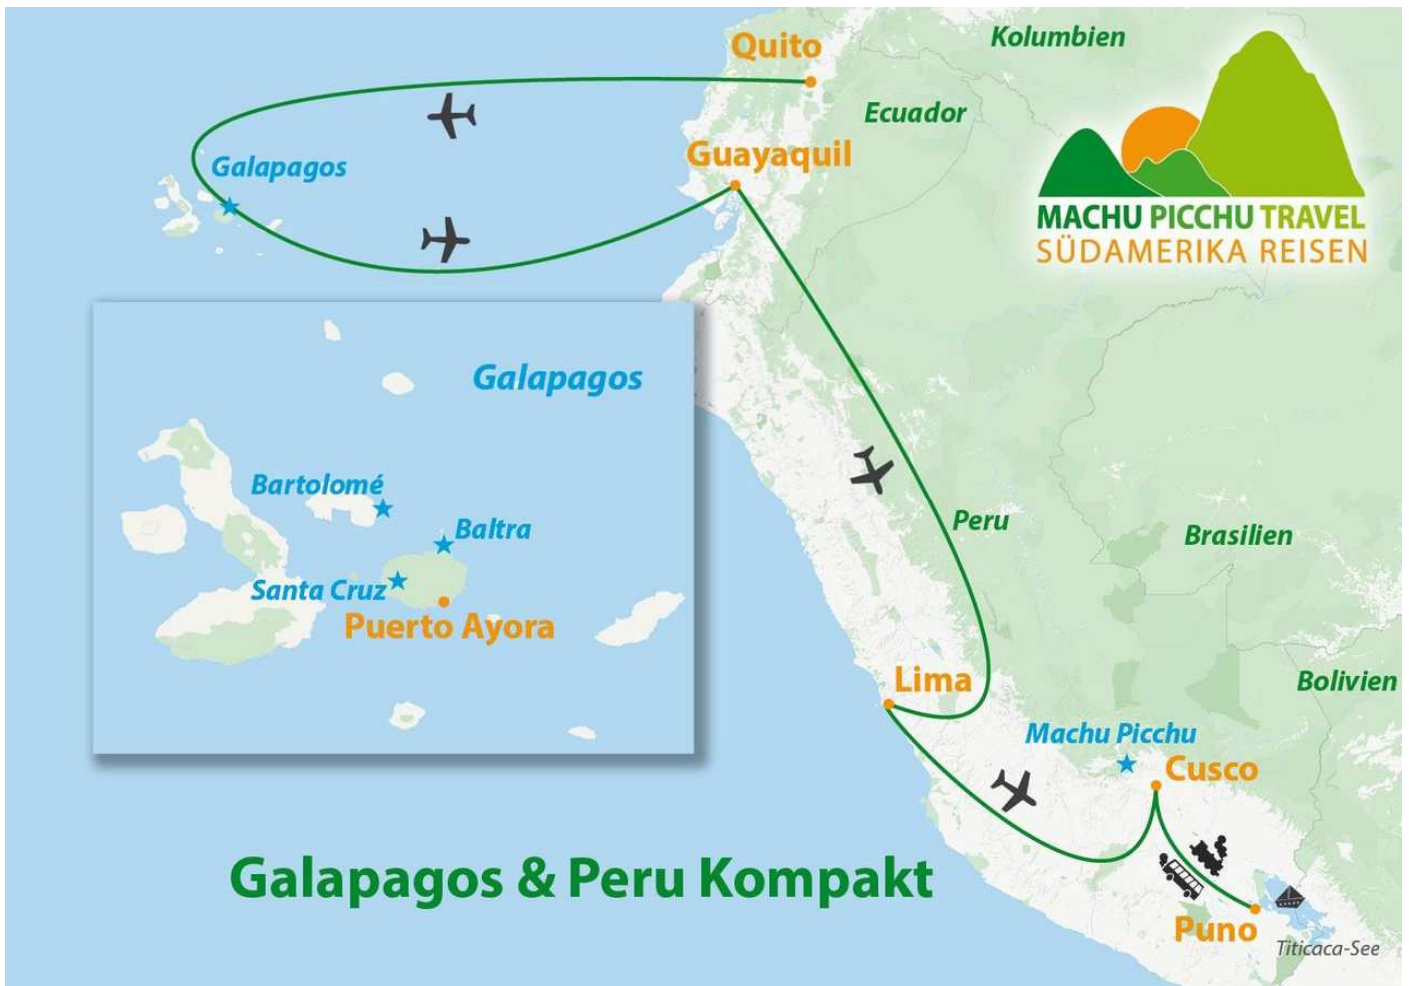 Quito
Kolumbien
Ecuador
Guayaquil
Galapagos
MACHU PICCHU TRAVEL
SÜDAMERIKA REISEN
Galapagos
Bartolomé
Baltra
Santa Cruz
Puerto Ayora
Peru
Brasilien
Lima
Bolivien
Machu Picchu
Cusco
Galapagos & Peru Kompakt
Puno
Titicaca-See